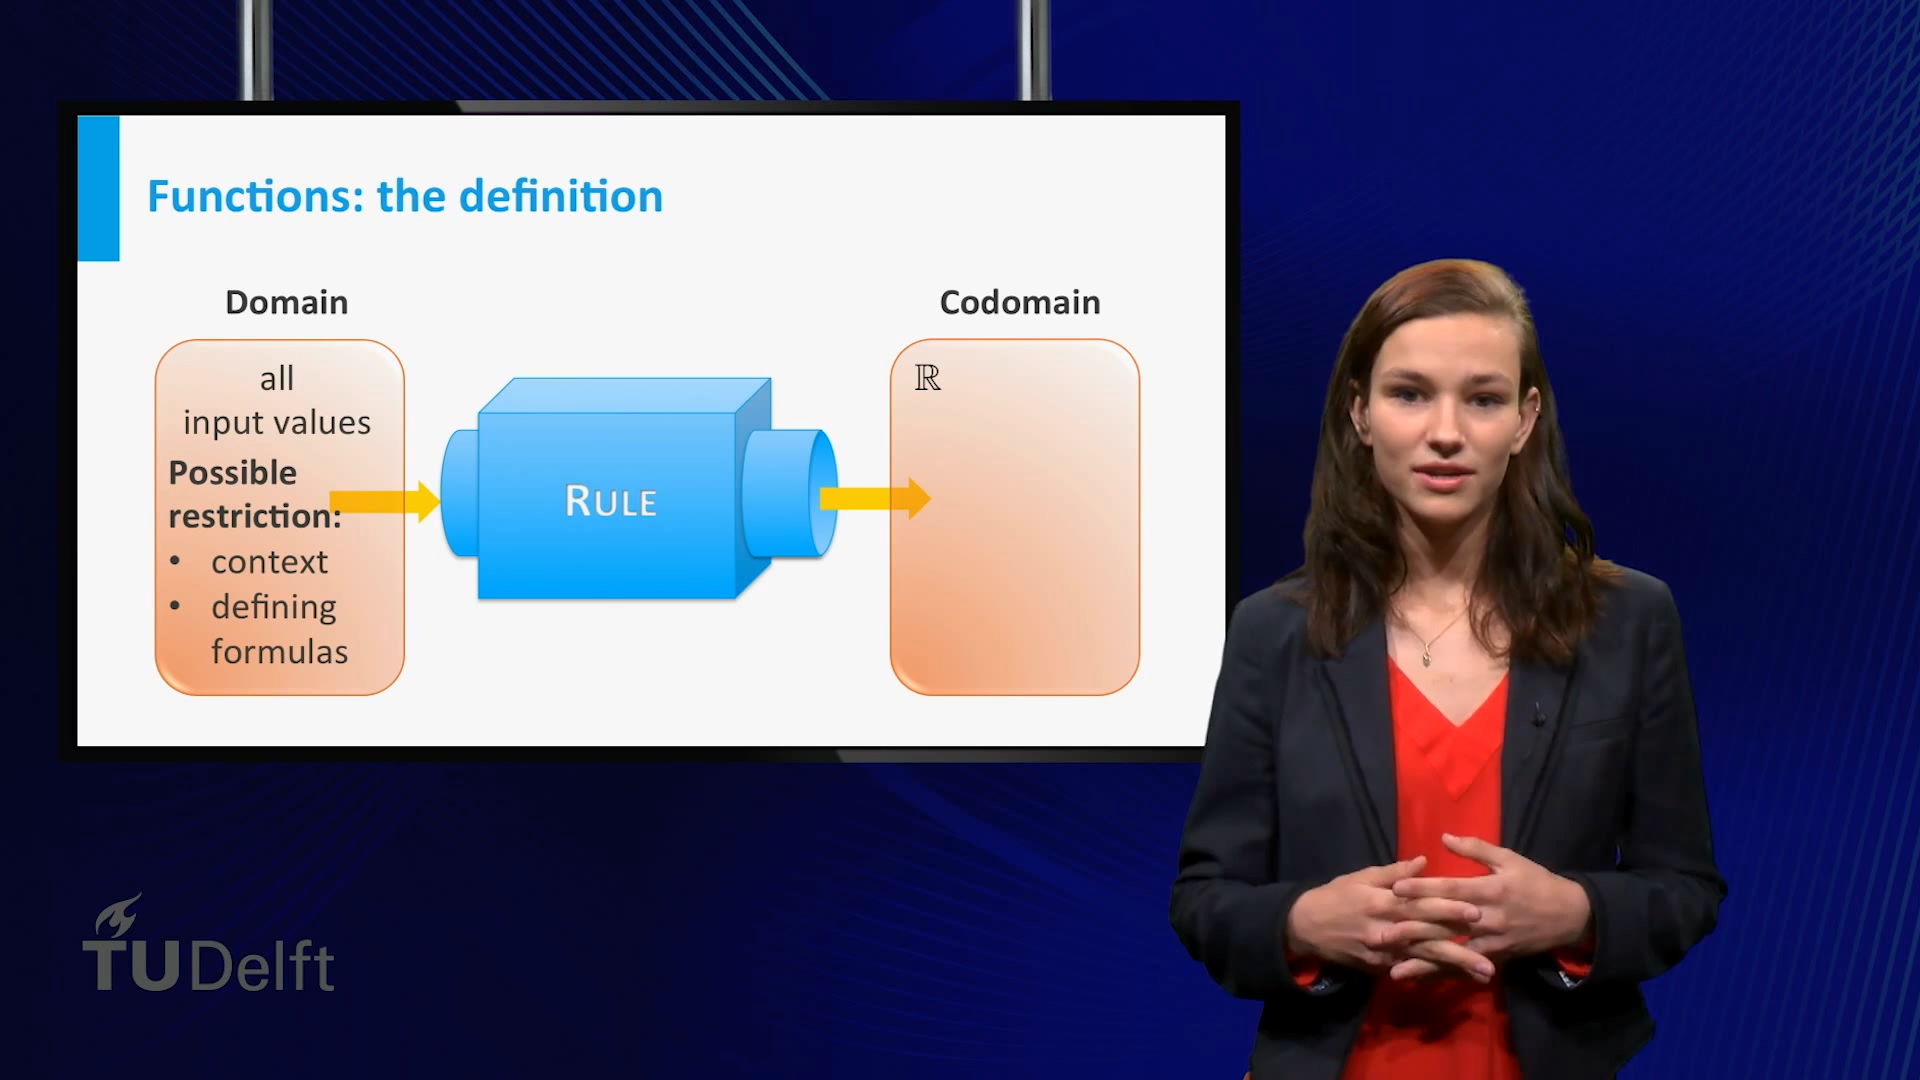 Functions: the definition
Domain
Codomain
all
input values
Possible
restriction:
• context
• defining
formulas
RULE
ℝ
TUDelft